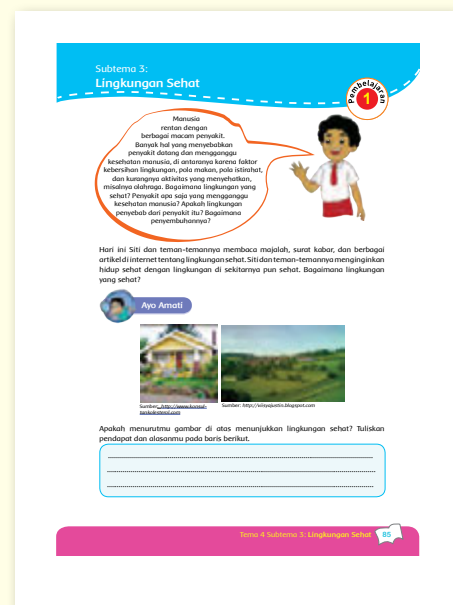 Subtema 3:
Lingkungan Sehat
Pembelajaran
1
Manusia
rentan dengan
berbagai macam penyakit.
Banyak hal yang menyebabkan
penyakit datang dan mengganggu
kesehatan manusia, di antaranya karena faktor
kebersihan lingkungan, pola makan, pola istirahat,
dan kurangnya aktivitas yang menyehatkan,
misalnya olahraga. Bagaimana lingkungan yang
sehat? Penyakit apa saja yang mengganggu
kesehatan manusia? Apakah lingkungan
penyebab dari penyakit itu? Bagaimana
penyembuhannya?
Hari ini Siti dan teman-temannya membaca majalah, surat kabar, dan berbagai
artikel di internet tentang lingkungan sehat. Siti dan teman-temannya menginginkan
hidup sehat dengan lingkungan di sekitarnya pun sehat. Bagaimana lingkungan
yang sehat?
Ayo Amati
Sumber: http://www.konsul-
Sumber: http://sinyajustin.blogspot.com
Apakah menurutmu gambar di atas menunjukkan lingkungan sehat? Tuliskan
pendapat dan alasanmu pada baris berikut.
Tema 4 Subtema 3: Lingkungan Sehat
85